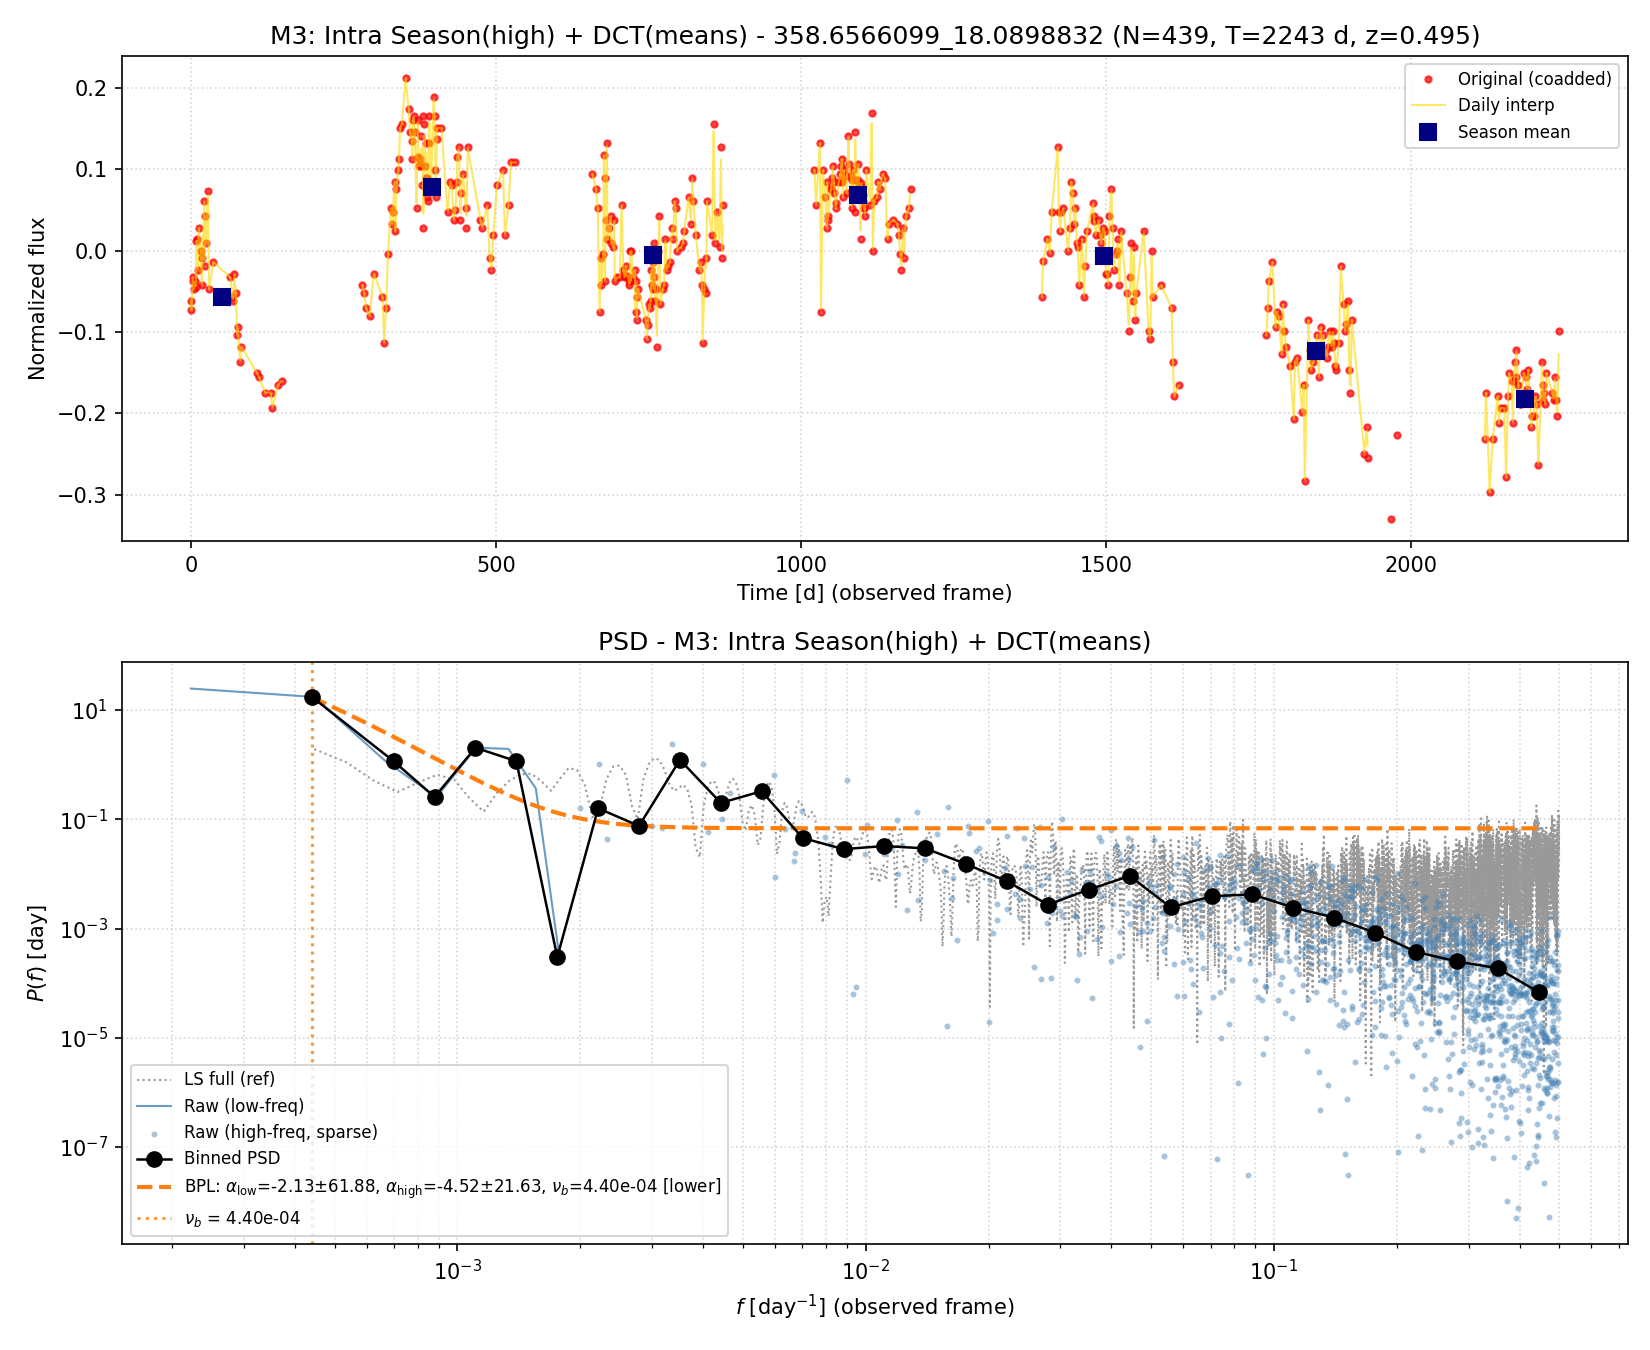 M3: Intra Season(high) + DCT(means) - 358.6566099_18.0898832 (N=439, T=2243 d, z=0.495)
Original (coadded)
Daily interp
Season mean
Normalized flux
0.2
0.1
0.0
−0.1
−0.2
−0.3
0 500 1000 1500 2000
Time [d] (observed frame)
PSD - M3: Intra Season(high) + DCT(means)
P(f) [day]
10¹
10⁻¹
10⁻³
10⁻⁵
10⁻⁷
LS full (ref)
Raw (low-freq)
Raw (high-freq, sparse)
Binned PSD
BPL: α_low=-2.13±61.88, α_high=-4.52±21.63, ν_b=4.40e-04 [lower]
ν_b = 4.40e-04
10⁻³ 10⁻² 10⁻¹
f [day⁻¹] (observed frame)